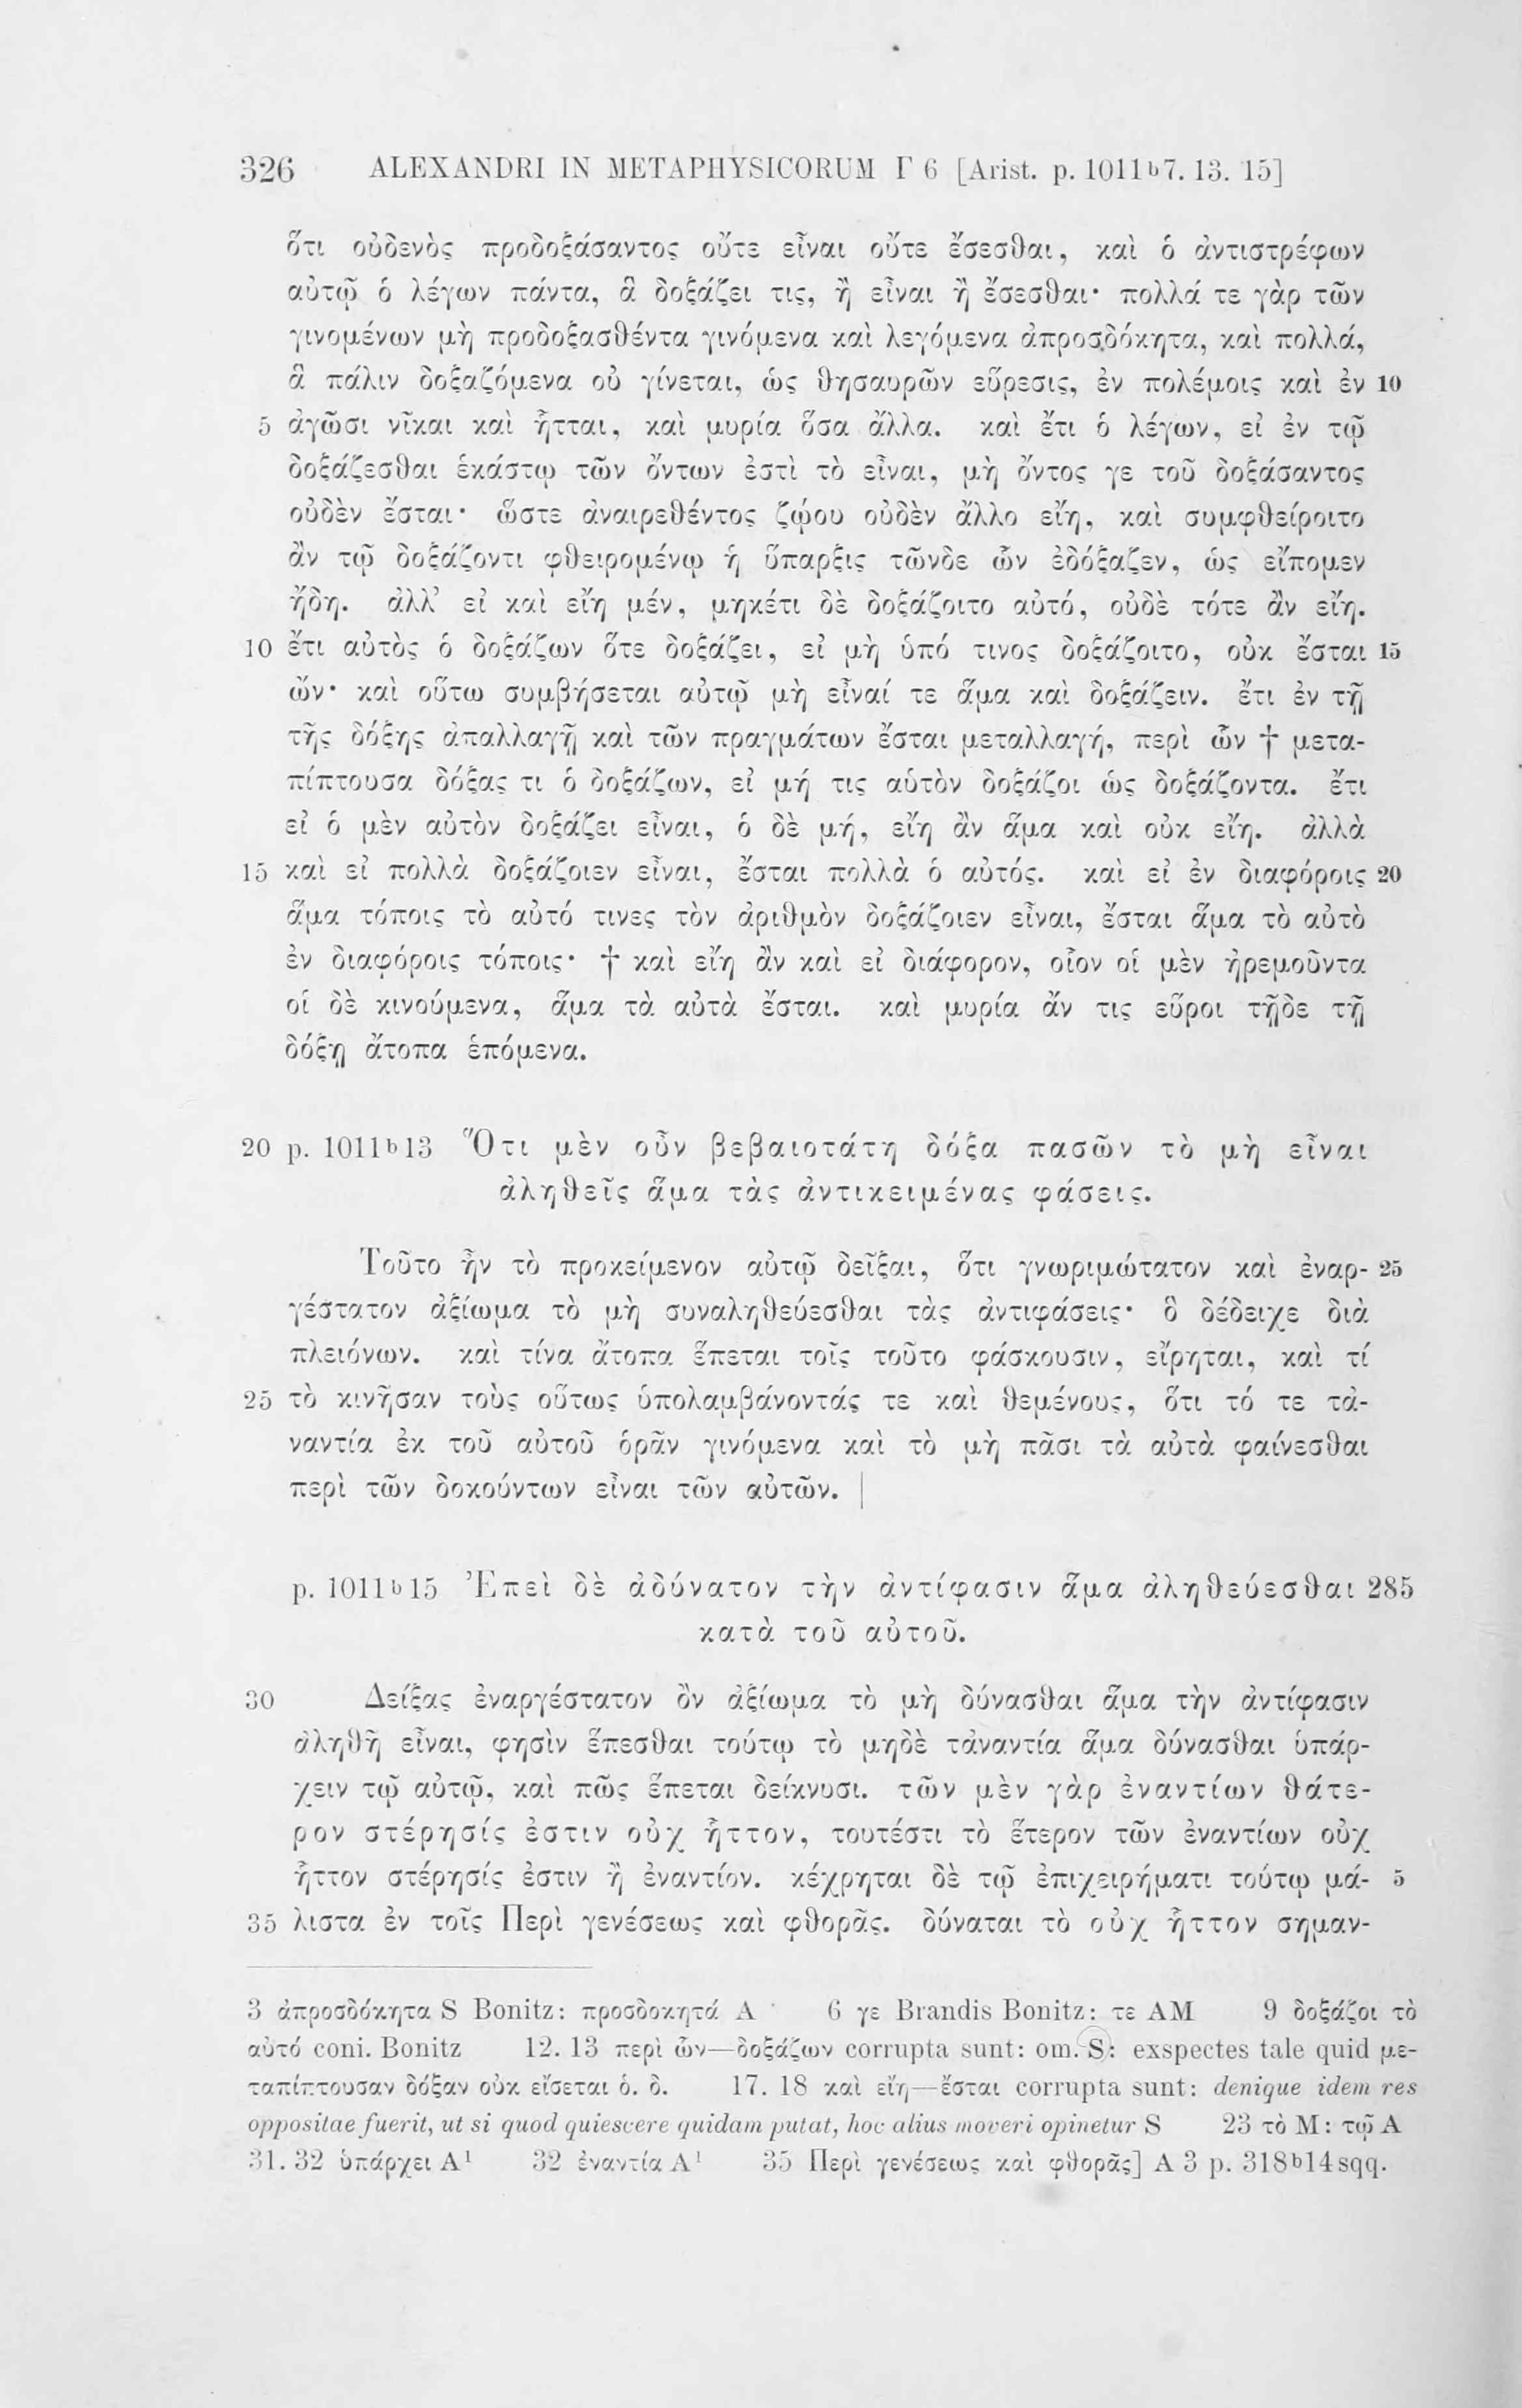 326 ALEXANDRI IN METAPHYSICORUM Γ 6 [Arist. p. 1011b7. 13. 15]
ὅτι οὐδενὸς προδοξάσαντος οὔτε εἶναι οὔτε ἔσεσθαι, καὶ ὁ ἀντιστρέφων
αὐτῷ ὁ λέγων πάντα, ἃ δοξάζει τις, ἢ εἶναι ἢ ἔσεσθαι· πολλά τε γὰρ τῶν
γινομένων μὴ προδοξασθέντα γινόμενα καὶ λεγόμενα ἀπροσδόκητα, καὶ πολλά,
ἃ πάλιν δοξαζόμενα οὐ γίνεται, ὡς θησαυρῶν εὕρεσις, ἐν πολέμοις καὶ ἐν 10
5 ἀγῶσι νῖκαι καὶ ἧτται, καὶ μυρία ὅσα ἄλλα. καὶ ἔτι ὁ λέγων, εἰ ἐν τῷ
δοξάζεσθαι ἑκάστῳ τῶν ὄντων ἐστὶ τὸ εἶναι, μὴ ὄντος γε τοῦ δοξάσαντος
οὐδὲν ἔσται· ὥστε ἀναιρεθέντος ζῴου οὐδὲν ἄλλο εἴη, καὶ συμφθείροιτο
ἂν τῷ δοξάζοντι φθειρομένῳ ἡ ὕπαρξις τῶνδε ὧν ἐδόξαζεν, ὡς εἴπομεν
ἤδη. ἀλλ’ εἰ καὶ εἴη μέν, μηκέτι δὲ δοξάζοιτο αὐτό, οὐδὲ τότε ἂν εἴη.
10 ἔτι αὐτὸς ὁ δοξάζων ὅτε δοξάζει, εἰ μὴ ὑπό τινος δοξάζοιτο, οὐκ ἔσται 15
ὤν· καὶ οὕτω συμβήσεται αὐτῷ μὴ εἶναί τε ἅμα καὶ δοξάζειν. ἔτι ἐν τῇ
τῆς δόξης ἀπαλλαγῇ καὶ τῶν πραγμάτων ἔσται μεταλλαγή, περὶ ὧν † μετα-
πίπτουσα δόξας τι ὁ δοξάζων, εἰ μή τις αὑτὸν δοξάζοι ὡς δοξάζοντα. ἔτι
εἰ ὁ μὲν αὐτὸν δοξάζει εἶναι, ὁ δὲ μή, εἴη ἂν ἅμα καὶ οὐκ εἴη. ἀλλὰ
15 καὶ εἰ πολλὰ δοξάζοιεν εἶναι, ἔσται πολλὰ ὁ αὐτός. καὶ εἰ ἐν διαφόροις 20
ἅμα τόποις τὸ αὐτό τινες τὸν ἀριθμὸν δοξάζοιεν εἶναι, ἔσται ἅμα τὸ αὐτὸ
ἐν διαφόροις τόποις· † καὶ εἴη ἂν καὶ εἰ διάφορον, οἷον οἱ μὲν ἠρεμοῦντα
οἱ δὲ κινούμενα, ἅμα τὰ αὐτὰ ἔσται. καὶ μυρία ἄν τις εὕροι τῇδε τῇ
δόξῃ ἄτοπα ἑπόμενα.
20 p. 1011b13 Ὅτι μὲν οὖν βεβαιοτάτη δόξα πασῶν τὸ μὴ εἶναι
ἀληθεῖς ἅμα τὰς ἀντικειμένας φάσεις.
Τοῦτο ἦν τὸ προκείμενον αὐτῷ δεῖξαι, ὅτι γνωριμώτατον καὶ ἐναρ- 25
γέστατον ἀξίωμα τὸ μὴ συναληθεύεσθαι τὰς ἀντιφάσεις· ὃ δέδειχε διὰ
πλειόνων. καὶ τίνα ἄτοπα ἕπεται τοῖς τοῦτο φάσκουσιν, εἴρηται, καὶ τί
25 τὸ κινῆσαν τοὺς οὕτως ὑπολαμβάνοντάς τε καὶ θεμένους, ὅτι τό τε τἀ-
ναντία ἐκ τοῦ αὐτοῦ ὁρᾶν γινόμενα καὶ τὸ μὴ πᾶσι τὰ αὐτὰ φαίνεσθαι
περὶ τῶν δοκούντων εἶναι τῶν αὐτῶν. |
p. 1011b15 Ἐπεὶ δὲ ἀδύνατον τὴν ἀντίφασιν ἅμα ἀληθεύεσθαι 285
κατὰ τοῦ αὐτοῦ.
30 Δείξας ἐναργέστατον ὂν ἀξίωμα τὸ μὴ δύνασθαι ἅμα τὴν ἀντίφασιν
ἀληθῆ εἶναι, φησὶν ἕπεσθαι τούτῳ τὸ μηδὲ τἀναντία ἅμα δύνασθαι ὑπάρ-
χειν τῷ αὐτῷ, καὶ πῶς ἕπεται δείκνυσι. τῶν μὲν γὰρ ἐναντίων θάτε-
ρον στέρησίς ἐστιν οὐχ ἧττον, τουτέστι τὸ ἕτερον τῶν ἐναντίων οὐχ
ἧττον στέρησίς ἐστιν ἢ ἐναντίον. κέχρηται δὲ τῷ ἐπιχειρήματι τούτῳ μά- 5
35 λιστα ἐν τοῖς Περὶ γενέσεως καὶ φθορᾶς. δύναται τὸ οὐχ ἧττον σημαν-
3 ἀπροσδόκητα S Bonitz: προσδοκητά A 6 γε Brandis Bonitz: τε AM 9 δοξάζοι τὸ
αὐτό coni. Bonitz 12. 13 περὶ ὧν—δοξάζων corrupta sunt: om. S: exspectes tale quid με-
ταπίπτουσαν δόξαν οὐκ εἴσεται ὁ. δ. 17. 18 καὶ εἴη—ἔσται corrupta sunt: denique idem res
oppositae fuerit, ut si quod quiescere quidam putat, hoc alius moveri opinetur S 23 τὸ M: τῷ A
31. 32 ὑπάρχει A¹ 32 ἐναντία A¹ 35 Περὶ γενέσεως καὶ φθορᾶς] A 3 p. 318b14sqq.